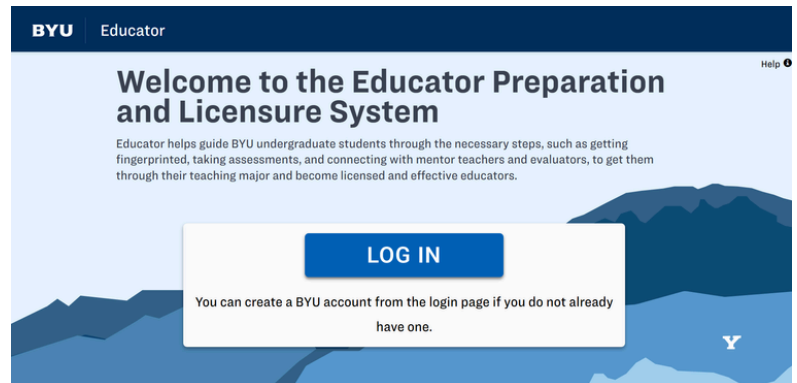 BYU Educator
Help
Welcome to the Educator Preparation
and Licensure System
Educator helps guide BYU undergraduate students through the necessary steps, such as getting
fingerprinted, taking assessments, and connecting with mentor teachers and evaluators, to get them
through their teaching major and become licensed and effective educators.
LOG IN
You can create a BYU account from the login page if you do not already
have one.
Y